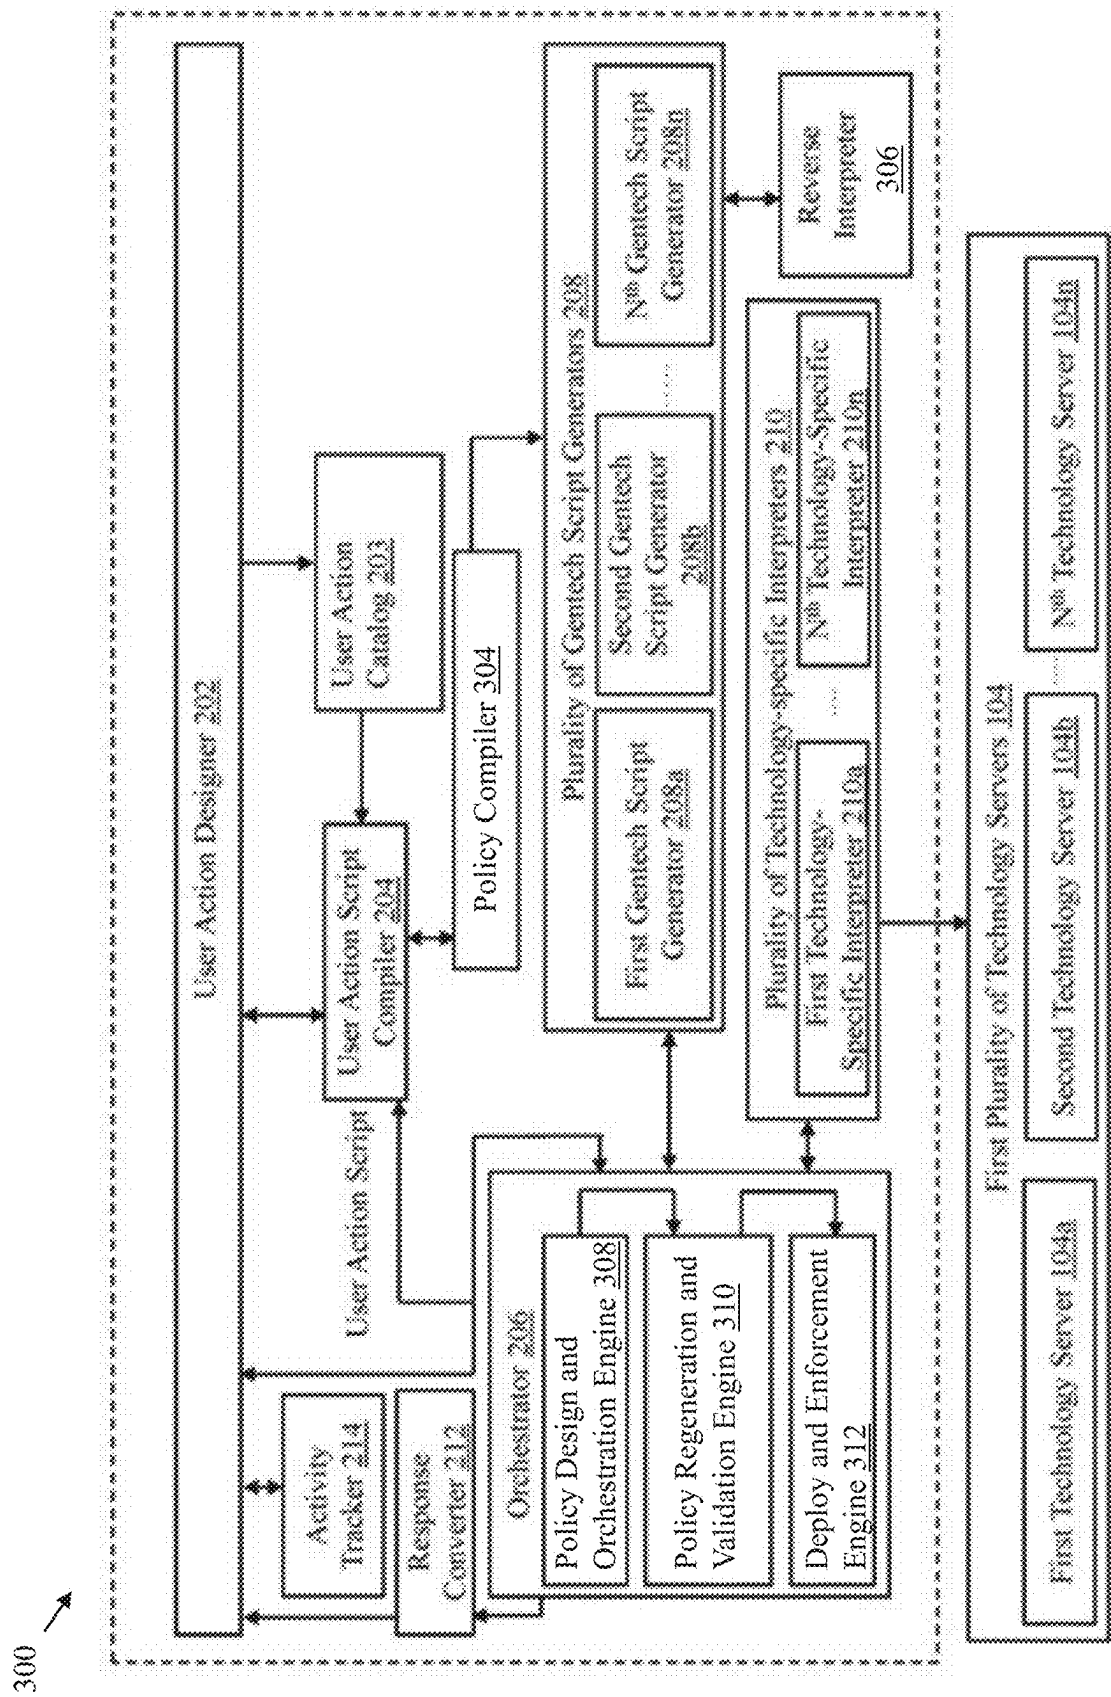 300
User Action Designer 202
Activity
Tracker 214
Response
Converter 212
User Action Script
User Action Script
Compiler 204
User Action
Catalog 203
Policy Compiler 304
Orchestrator 206
Policy Design and
Orchestration Engine 308
Policy Regeneration and
Validation Engine 310
Deploy and Enforcement
Engine 312
Plurality of Gentech Script Generators 208
First Gentech Script
Generator 208a
Second Gentech
Script Generator
208b
......
Nth Gentech Script
Generator 208n
Plurality of Technology-specific Interpreters 210
First Technology-
Specific Interpreter 210a
....
Nth Technology-Specific
Interpreter 210n
Reverse
Interpreter
306
First Plurality of Technology Servers 104
First Technology Server 104a
Second Technology Server 104b
.....
Nth Technology Server 104n